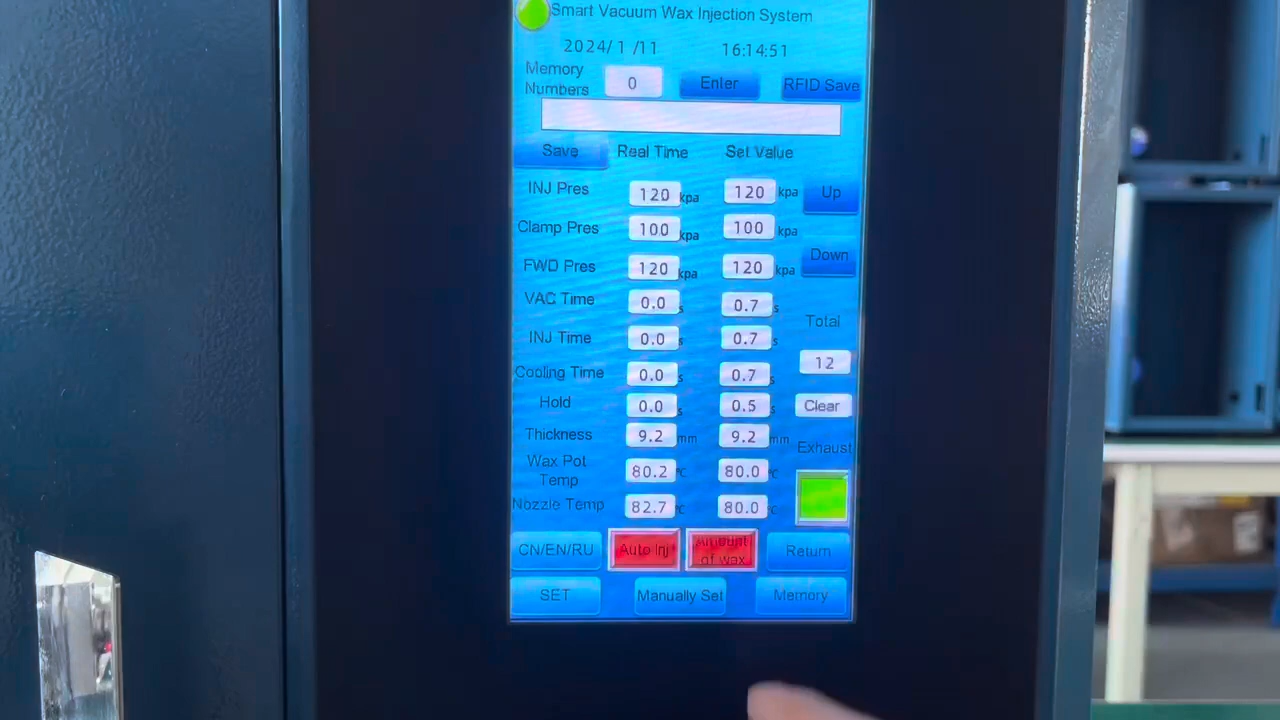 Smart Vacuum Wax Injection System
2024/ 1 /11 16:14:51
Memory Numbers 0 Enter RFID Save
Save Real Time Set Value
INJ Pres 120 kpa 120 kpa Up
Clamp Pres 100 kpa 100 kpa
FWD Pres 120 kpa 120 kpa Down
VAC Time 0.0 s 0.7 s
Total
INJ Time 0.0 s 0.7 s
12
Cooling Time 0.0 s 0.7 s
Hold 0.0 s 0.5 s Clear
Thickness 9.2 mm 9.2 mm
Exhaust
Wax Pot Temp 80.2 ℃ 80.0 ℃
Nozzle Temp 82.7 ℃ 80.0 ℃
CN/EN/RU Auto Inj Amount of wax Return
SET Manually Set Memory